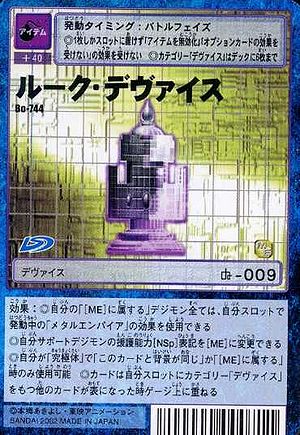 アイテム
+40
発動タイミング：バトルフェイズ
◎1枚しかスロットに置けず「アイテムを無効化」「オプションカードの効果を
受けない」の効果を受けない ◎カテゴリー「デヴァイス」はデッキに6枚まで
ルーク・デヴァイス
Bo-744
デヴァイス
-009
効果：◎自分の「[ME]に属する」デジモン全ては、自分スロットで
発動中の「メタルエンパイア」の効果を使用できる
◎自分サポートデジモンの援護能力[NSp]表記を[ME]に変更できる
◎自分が「究極体」で「このカードと背景が同じ」か「[ME]に属する」
時のみ使用可能 ◎カードは自分スロットにカテゴリー「デヴァイス」
をもつ他のカードが表になった時ゲージ上に重ねる
©本郷あきよし・東映アニメーション
©BANDAI 2002 MADE IN JAPAN